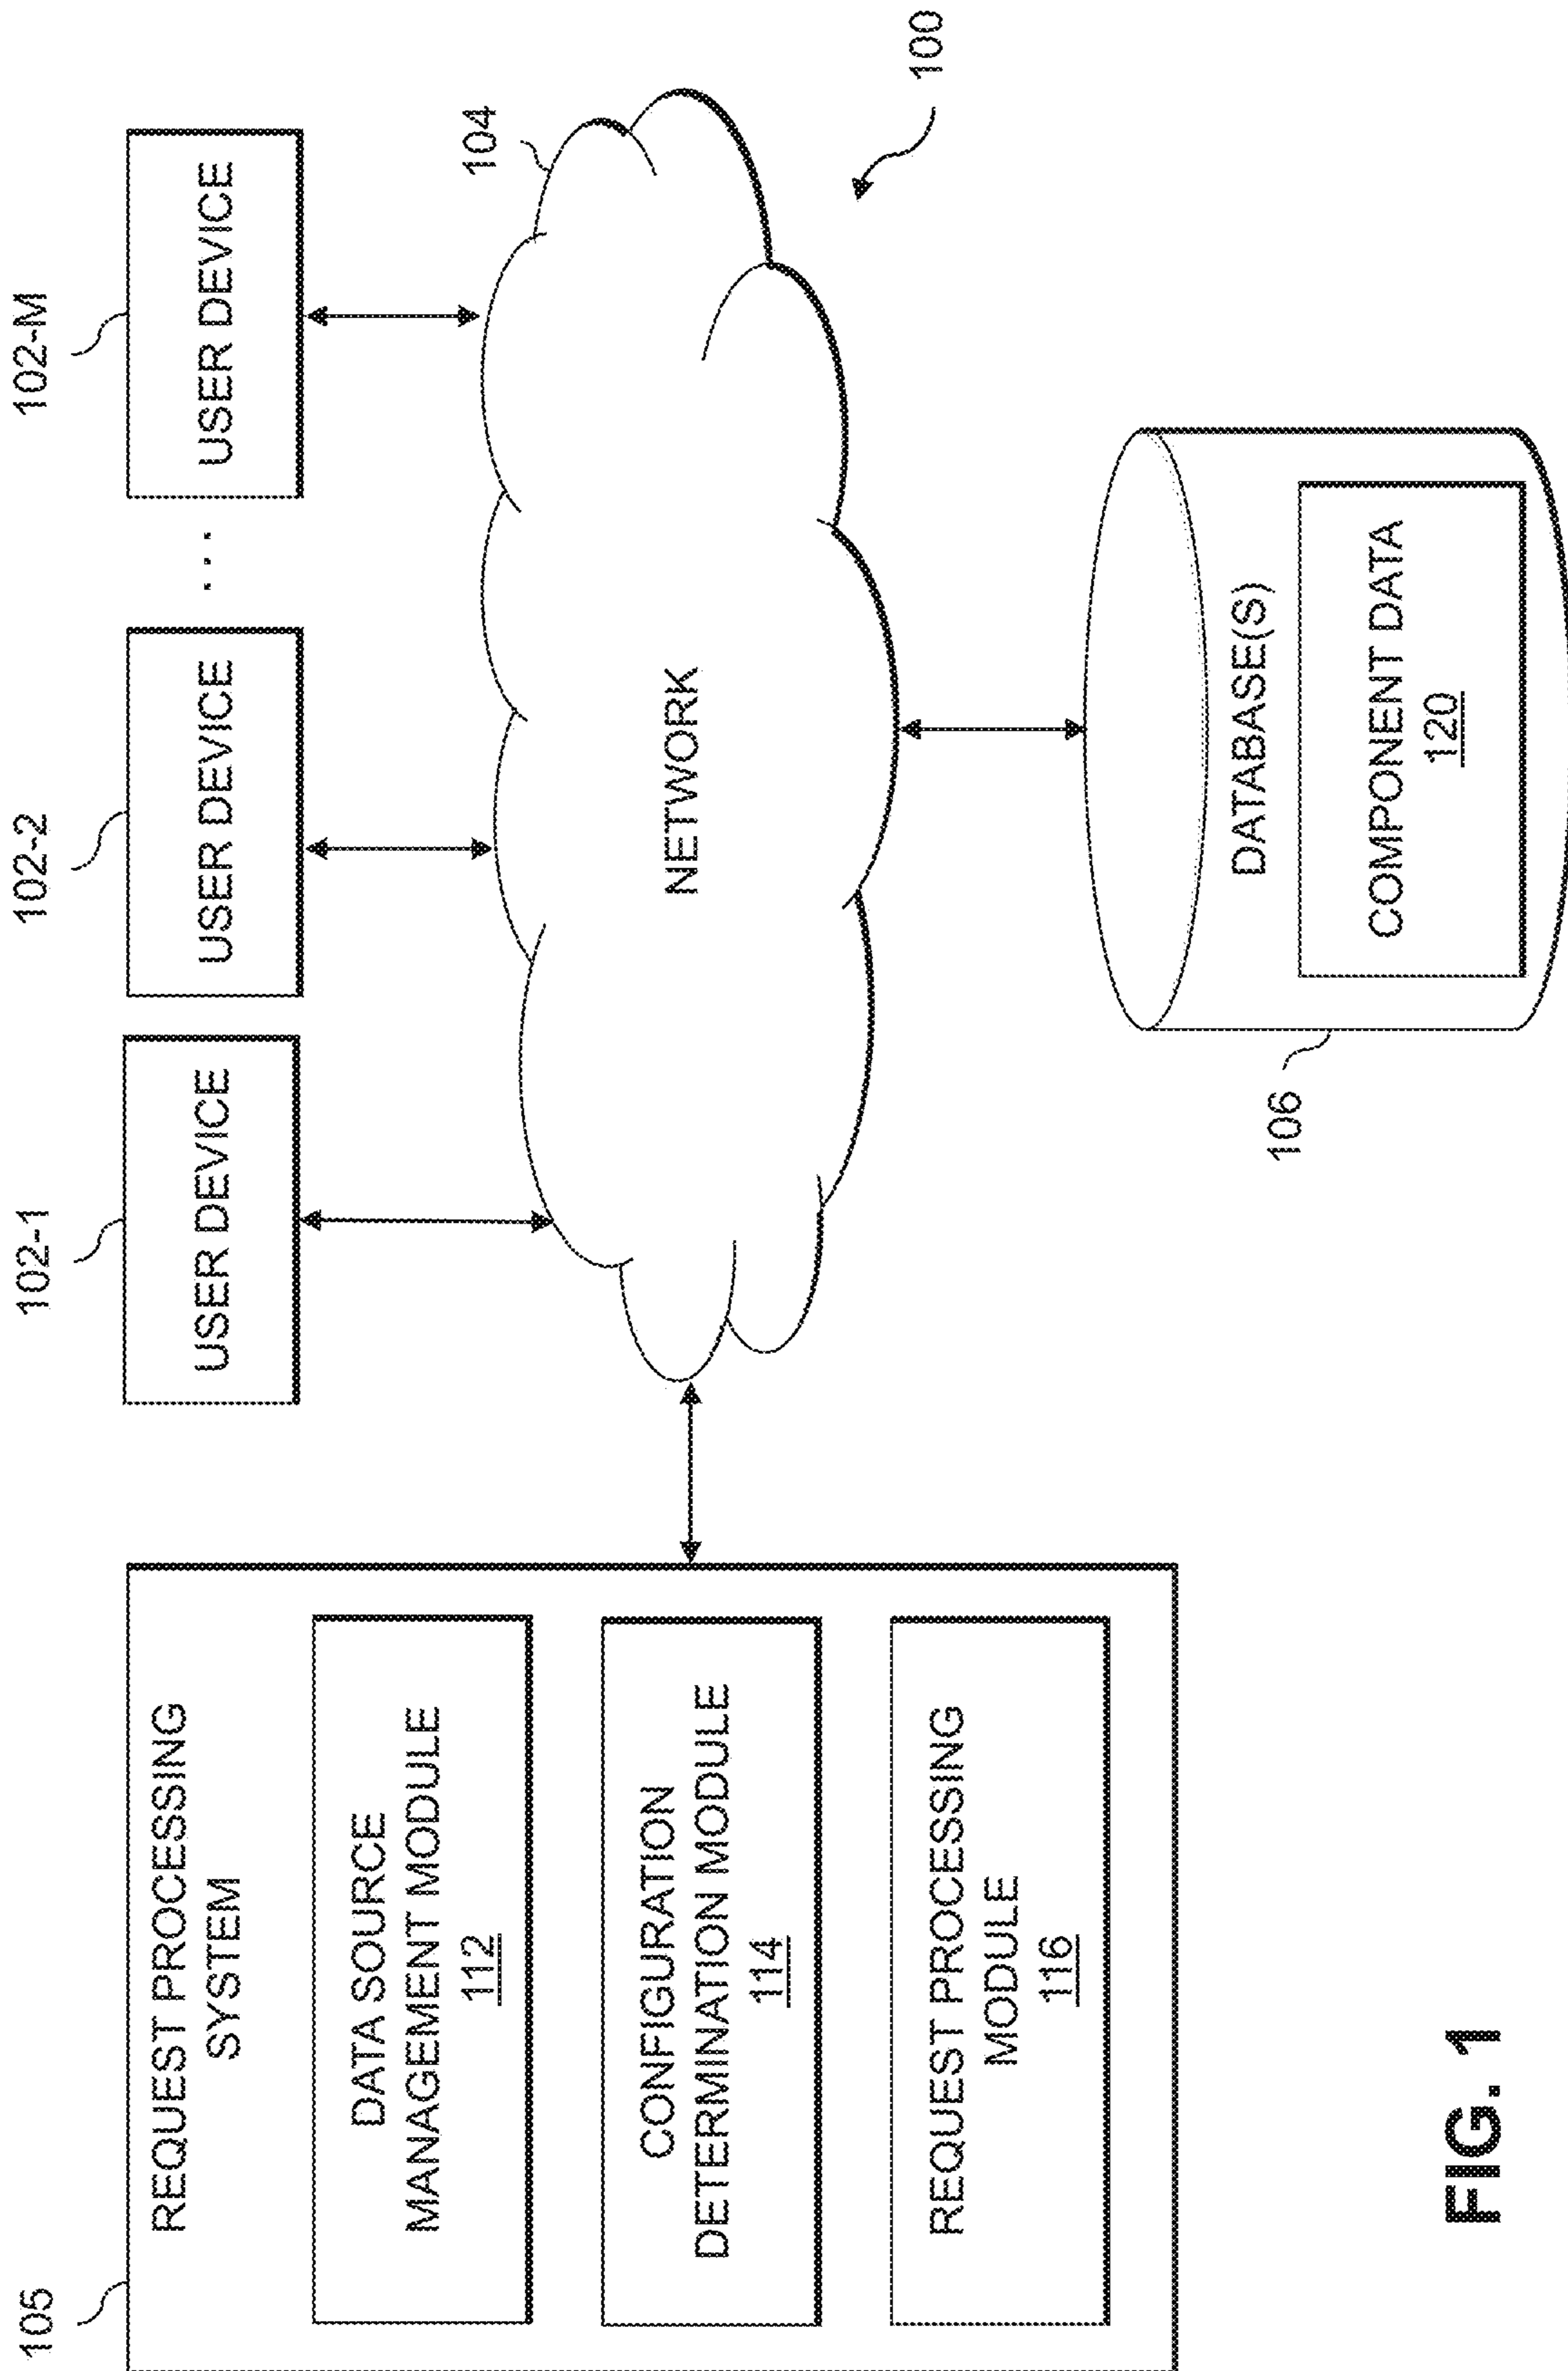 105
REQUEST PROCESSING
SYSTEM
DATA SOURCE
MANAGEMENT MODULE
112
CONFIGURATION
DETERMINATION MODULE
114
REQUEST PROCESSING
MODULE
116
102-1
USER DEVICE
102-2
USER DEVICE
...
102-M
USER DEVICE
104
NETWORK
100
106
DATABASE(S)
COMPONENT DATA
120
FIG. 1